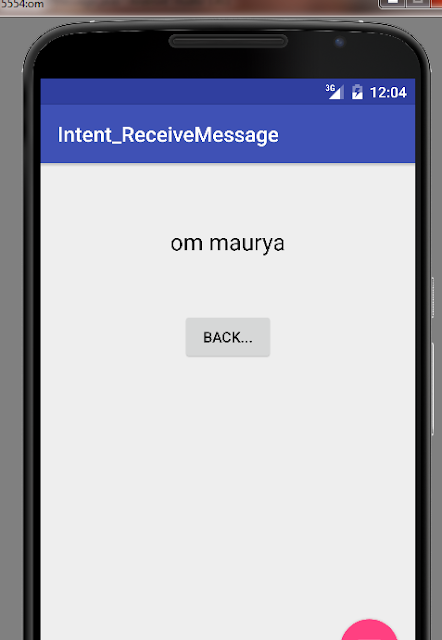 5554:om
3G 12:04
Intent_ReceiveMessage
om maurya
BACK...